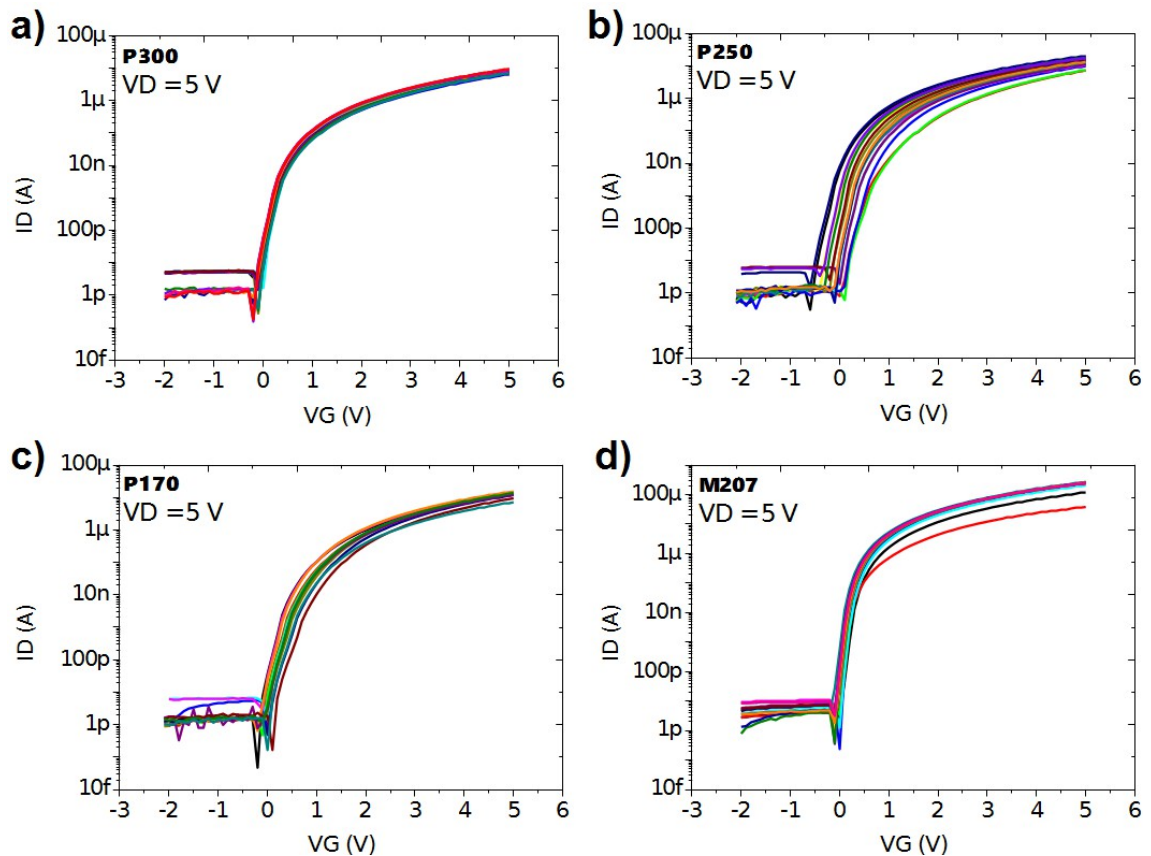 a)
P300
VD = 5 V
100µ
1µ
10n
100p
1p
10f
ID (A)
-3 -2 -1 0 1 2 3 4 5 6
VG (V)
b)
P250
VD = 5 V
100µ
1µ
10n
100p
1p
10f
ID (A)
-3 -2 -1 0 1 2 3 4 5 6
VG (V)
c)
P170
VD = 5 V
100µ
1µ
10n
100p
1p
10f
ID (A)
-3 -2 -1 0 1 2 3 4 5 6
VG (V)
d)
M207
VD = 5 V
100µ
1µ
10n
100p
1p
10f
ID (A)
-3 -2 -1 0 1 2 3 4 5 6
VG (V)